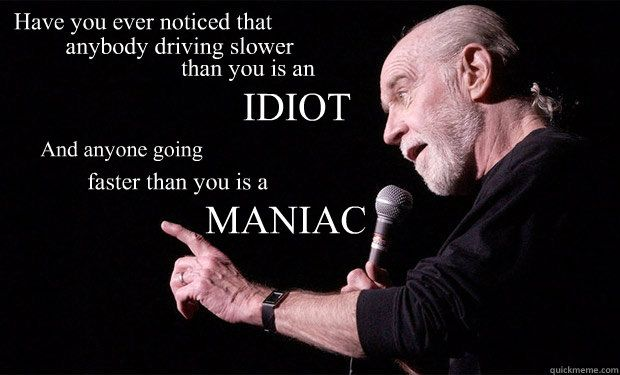 Have you ever noticed that
anybody driving slower
than you is an
IDIOT
And anyone going
faster than you is a
MANIAC
quickmeme.com